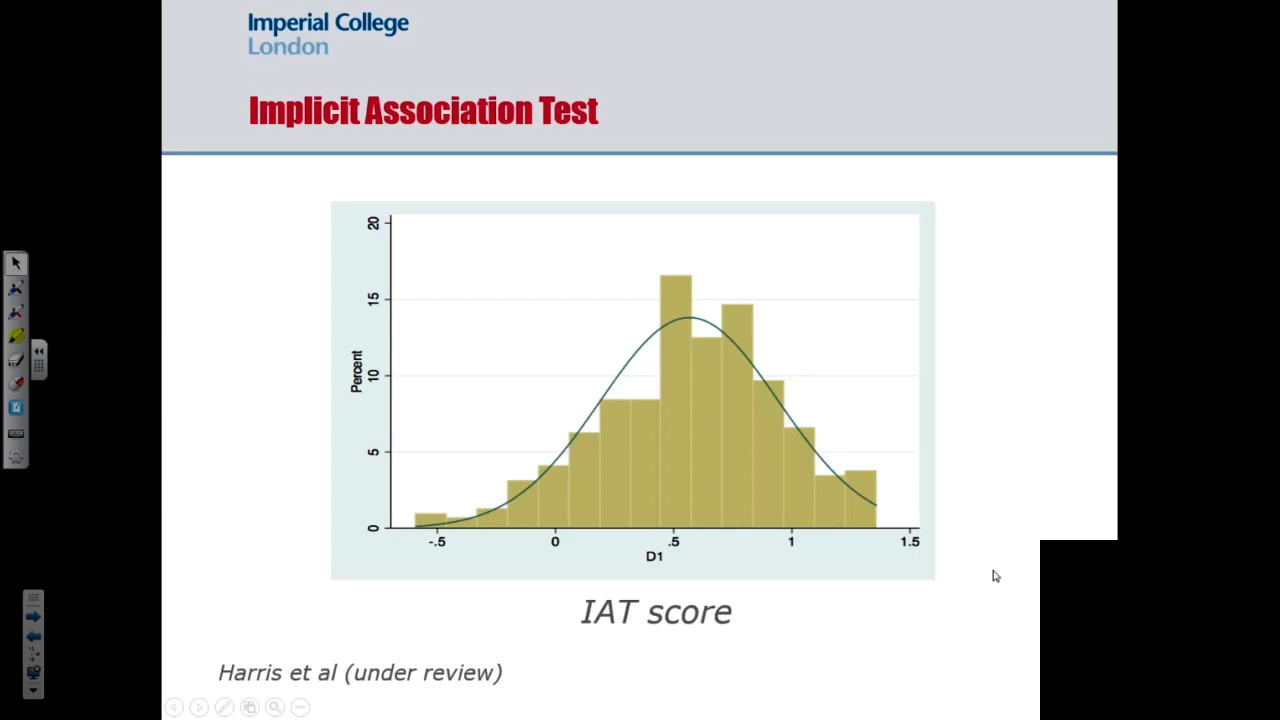 Imperial College
London
Implicit Association Test
20
15
10
5
0
Percent
-.5 0 .5 1 1.5
D1
IAT score
Harris et al (under review)